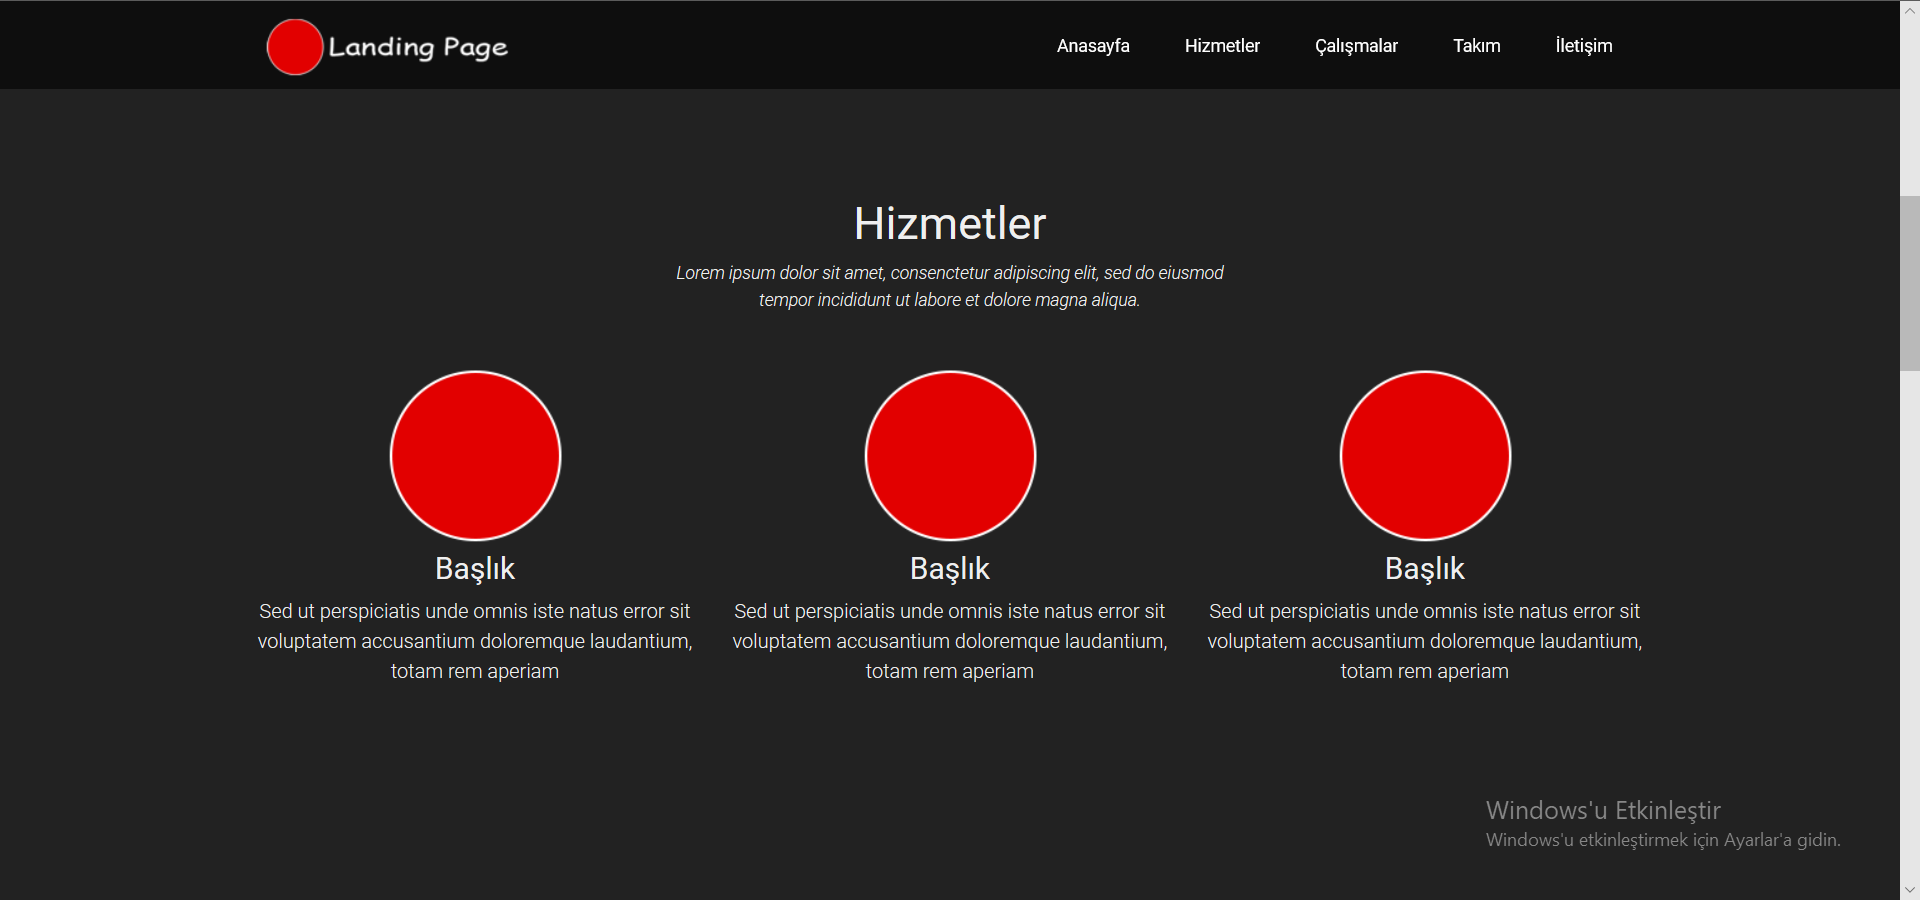 Landing Page
Anasayfa
Hizmetler
Çalışmalar
Takım
İletişim
Hizmetler
Lorem ipsum dolor sit amet, consenctetur adipiscing elit, sed do eiusmod
tempor incididunt ut labore et dolore magna aliqua.
Başlık
Sed ut perspiciatis unde omnis iste natus error sit
voluptatem accusantium doloremque laudantium,
totam rem aperiam
Başlık
Sed ut perspiciatis unde omnis iste natus error sit
voluptatem accusantium doloremque laudantium,
totam rem aperiam
Başlık
Sed ut perspiciatis unde omnis iste natus error sit
voluptatem accusantium doloremque laudantium,
totam rem aperiam
Windows'u Etkinleştir
Windows'u etkinleştirmek için Ayarlar'a gidin.